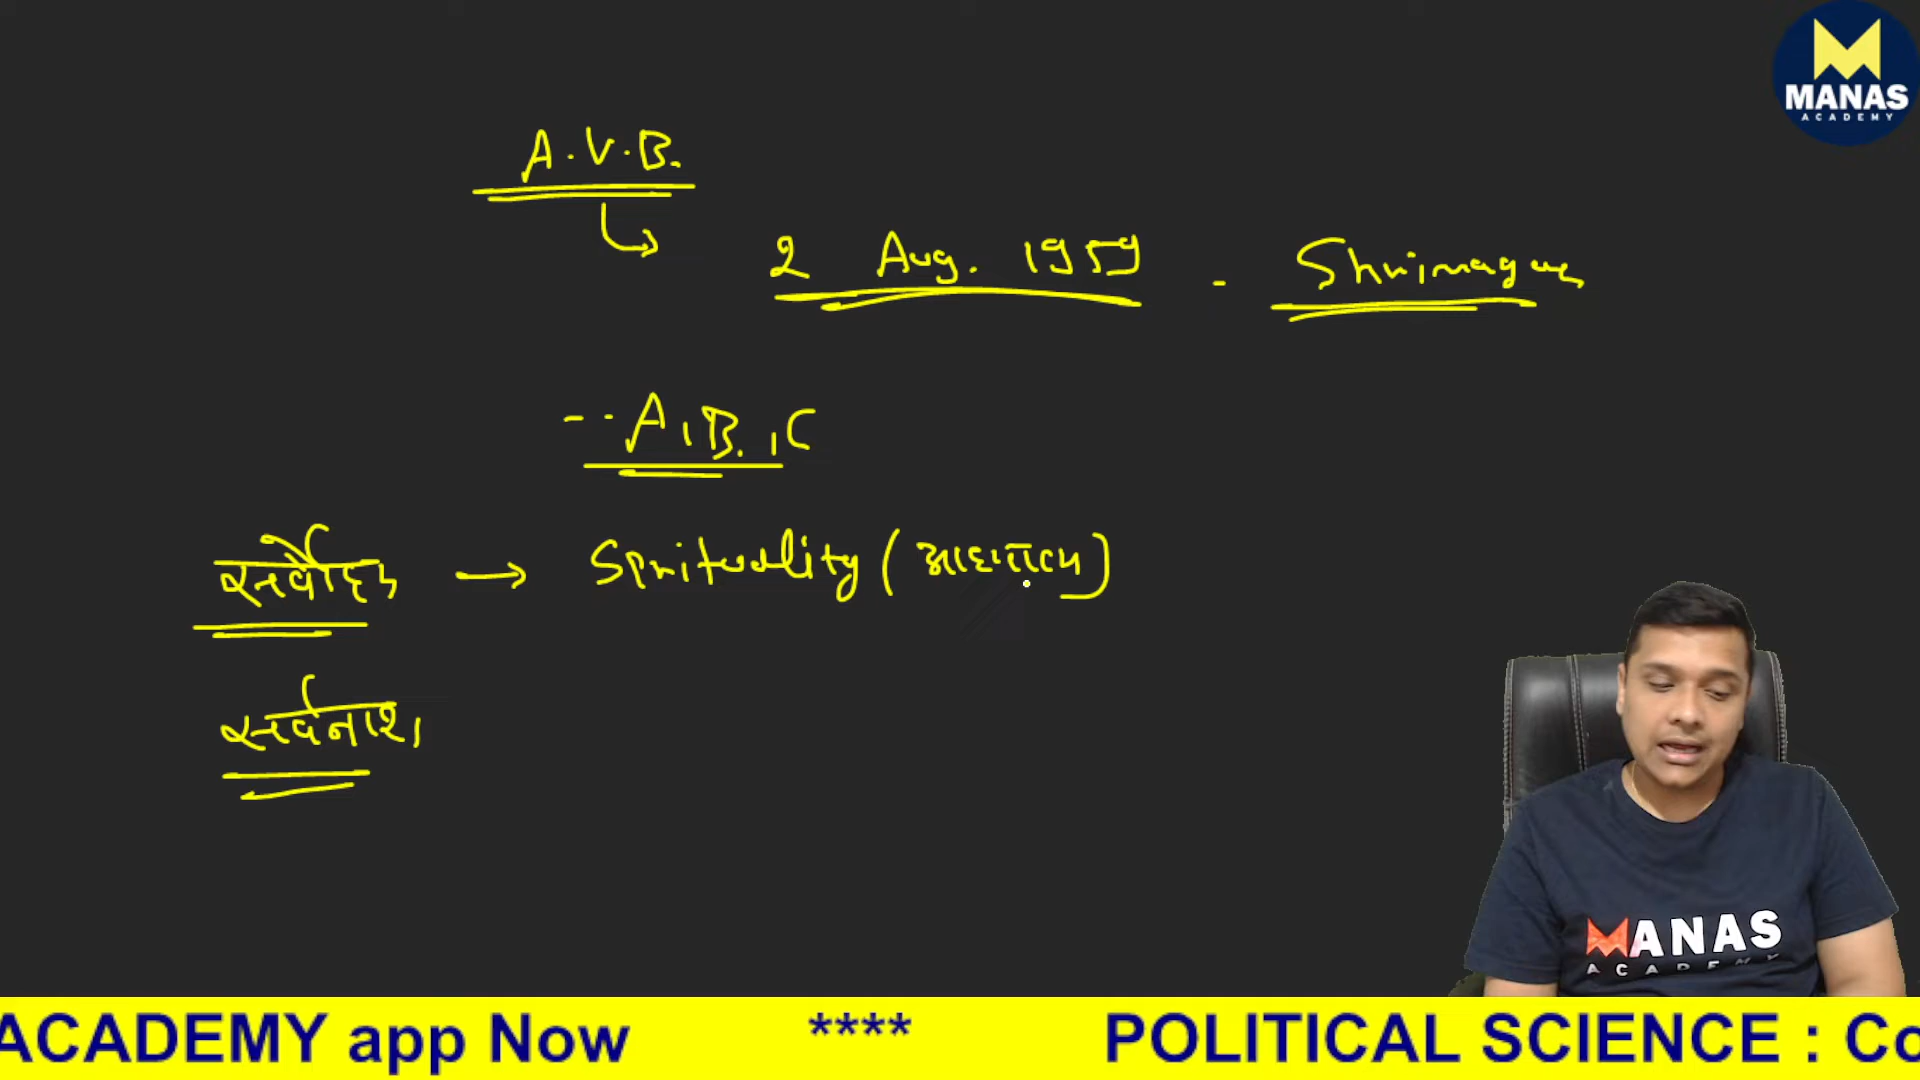 MANAS
ACADEMY
A.V.B.
2 Aug. 1959 - Shrinagar
-- A, B., C
सर्वोदय → Sprituality (आध्यात्म)
सर्वनाश
MANAS
ACADEMY
ACADEMY app Now **** POLITICAL SCIENCE : Co